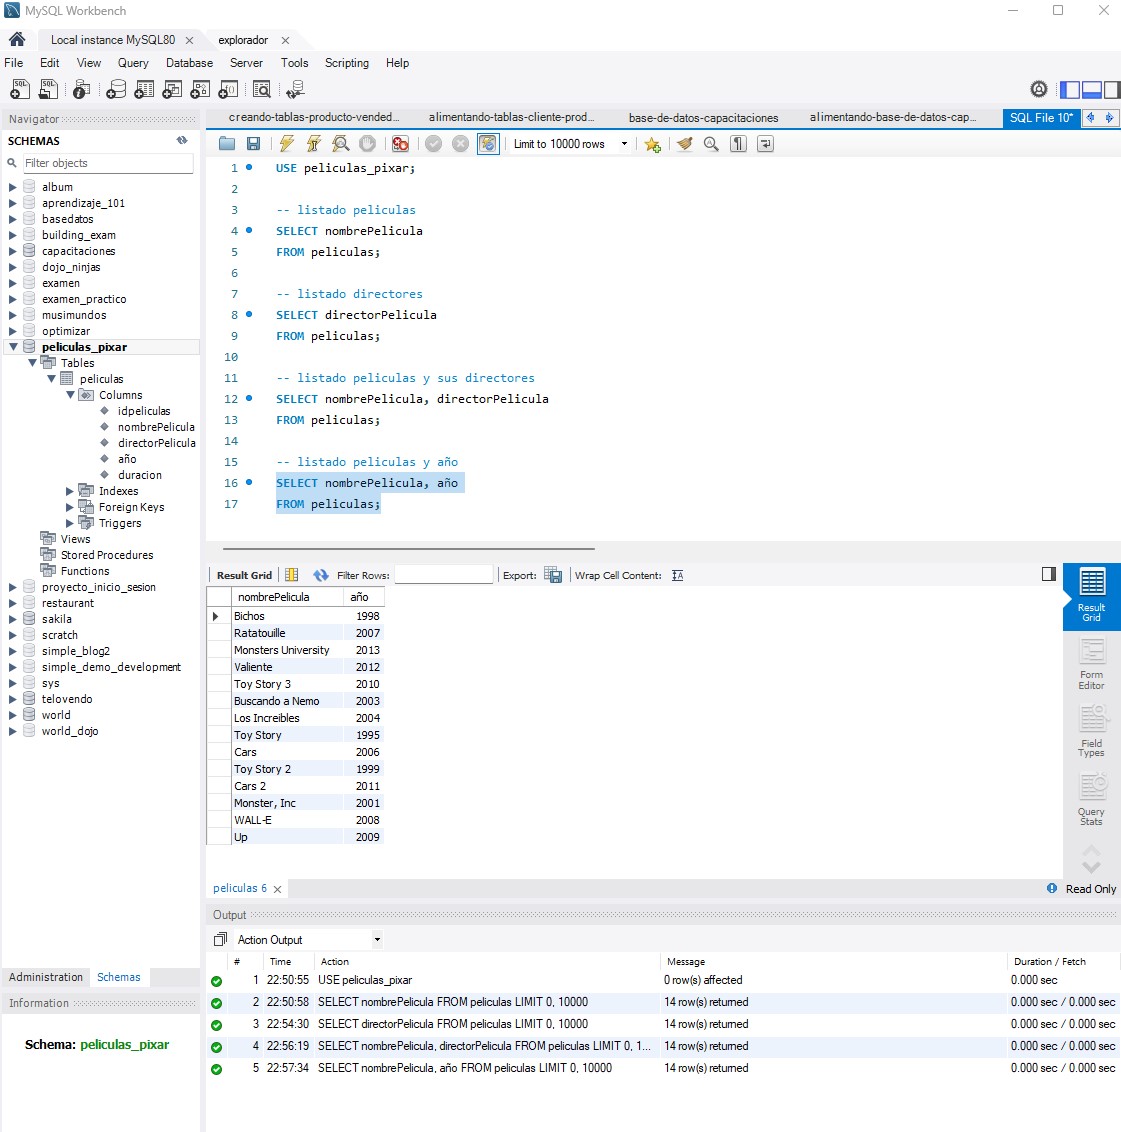 MySQL Workbench
Local instance MySQL80
explorador
File Edit View Query Database Server Tools Scripting Help
Navigator
SCHEMAS
Filter objects
album
aprendizaje_101
basedatos
building_exam
capacitaciones
dojo_ninjas
examen
examen_practico
musimundos
optimizar
peliculas_pixar
Tables
peliculas
Columns
idpeliculas
nombrePelicula
directorPelicula
año
duracion
Indexes
Foreign Keys
Triggers
Views
Stored Procedures
Functions
proyecto_inicio_sesion
restaurant
sakila
scratch
simple_blog2
simple_demo_development
sys
telovendo
world
world_dojo
Administration Schemas
Information
Schema: peliculas_pixar
creando-tablas-producto-vended... alimentando-tablas-cliente-prod... base-de-datos-capacitaciones alimentando-base-de-datos-cap... SQL File 10*
Limit to 10000 rows
1 USE peliculas_pixar;
2
3 -- listado peliculas
4 SELECT nombrePelicula
5 FROM peliculas;
6
7 -- listado directores
8 SELECT directorPelicula
9 FROM peliculas;
10
11 -- listado peliculas y sus directores
12 SELECT nombrePelicula, directorPelicula
13 FROM peliculas;
14
15 -- listado peliculas y año
16 SELECT nombrePelicula, año
17 FROM peliculas;
Result Grid Filter Rows: Export: Wrap Cell Content:
nombrePelicula año
Bichos 1998
Ratatouille 2007
Monsters University 2013
Valiente 2012
Toy Story 3 2010
Buscando a Nemo 2003
Los Increibles 2004
Toy Story 1995
Cars 2006
Toy Story 2 1999
Cars 2 2011
Monster, Inc 2001
WALL-E 2008
Up 2009
Result Grid
Form Editor
Field Types
Query Stats
peliculas 6
Read Only
Output
Action Output
# Time Action Message Duration / Fetch
1 22:50:55 USE peliculas_pixar 0 row(s) affected 0.000 sec
2 22:50:58 SELECT nombrePelicula FROM peliculas LIMIT 0, 10000 14 row(s) returned 0.000 sec / 0.000 sec
3 22:54:30 SELECT directorPelicula FROM peliculas LIMIT 0, 10000 14 row(s) returned 0.000 sec / 0.000 sec
4 22:56:19 SELECT nombrePelicula, directorPelicula FROM peliculas LIMIT 0, 1... 14 row(s) returned 0.000 sec / 0.000 sec
5 22:57:34 SELECT nombrePelicula, año FROM peliculas LIMIT 0, 10000 14 row(s) returned 0.000 sec / 0.000 sec